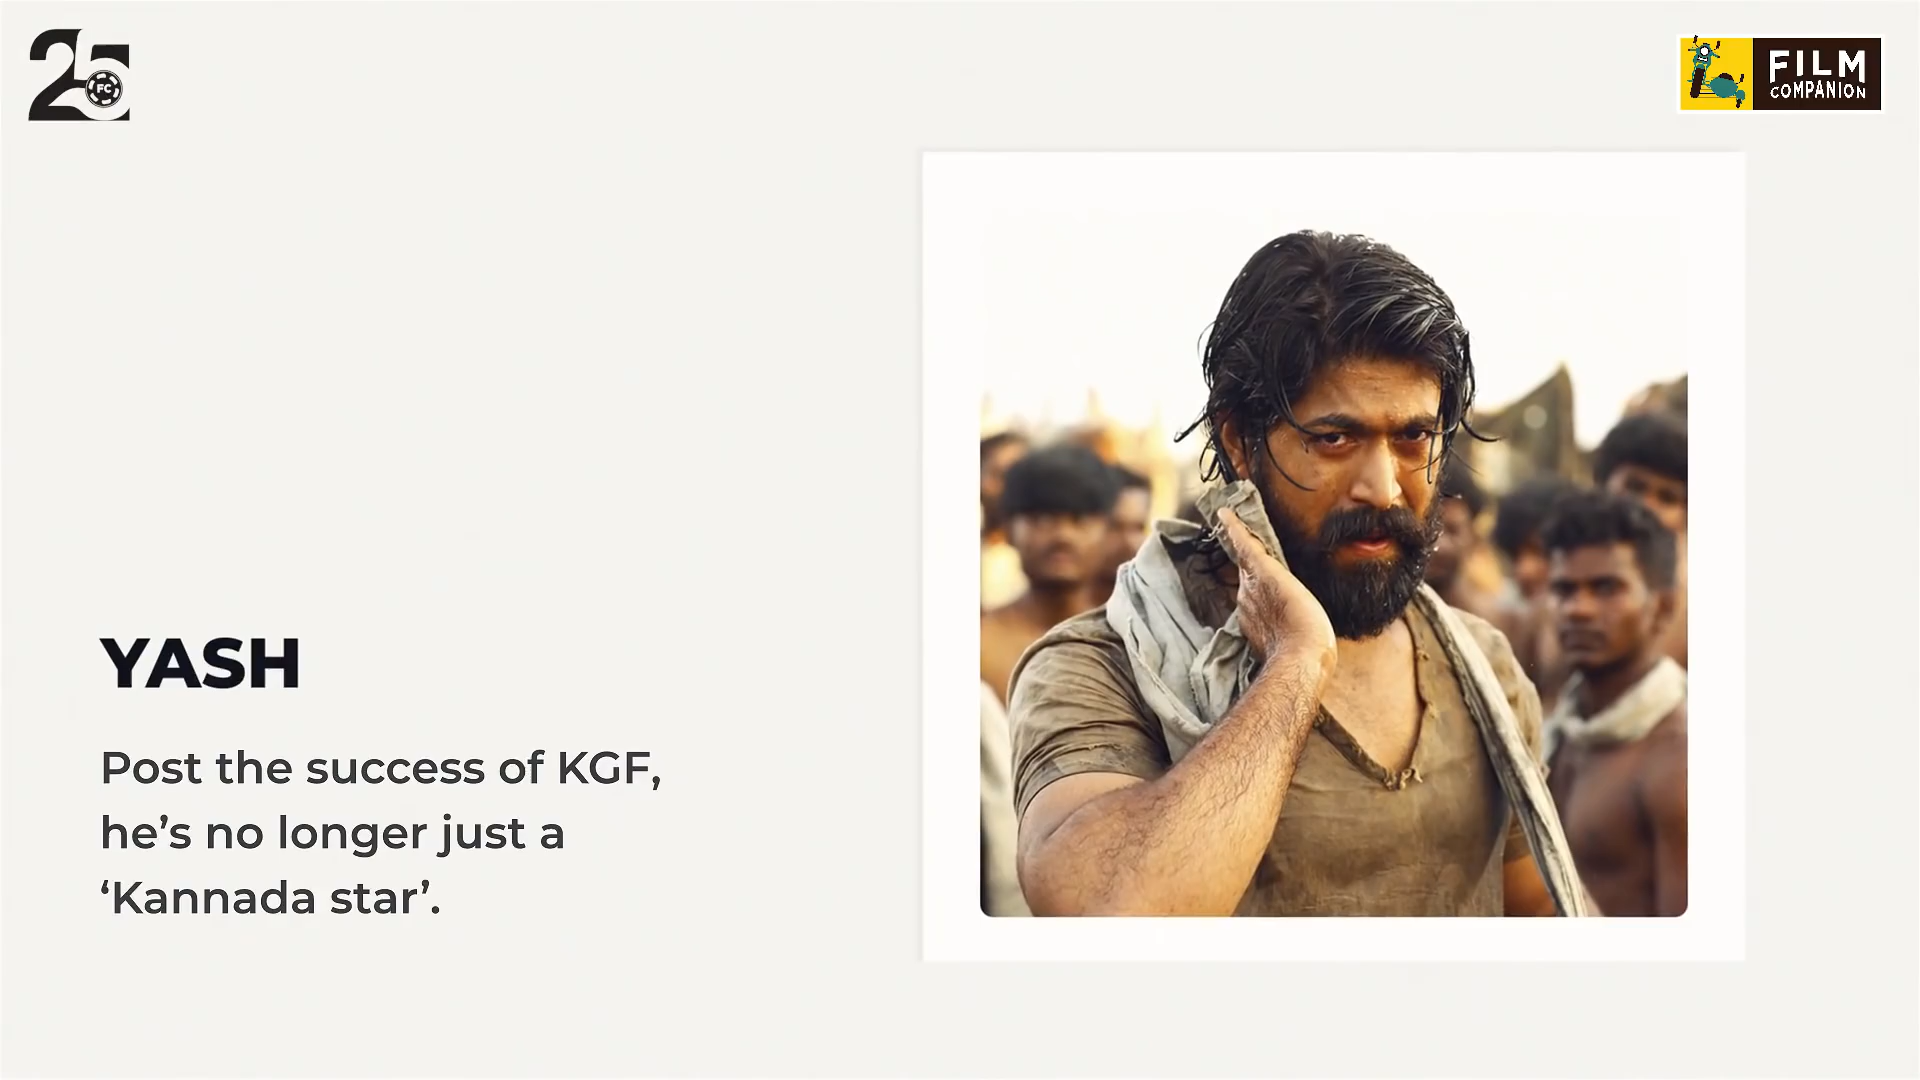 25
FC
FILM
COMPANION
YASH
Post the success of KGF,
he’s no longer just a
‘Kannada star’.